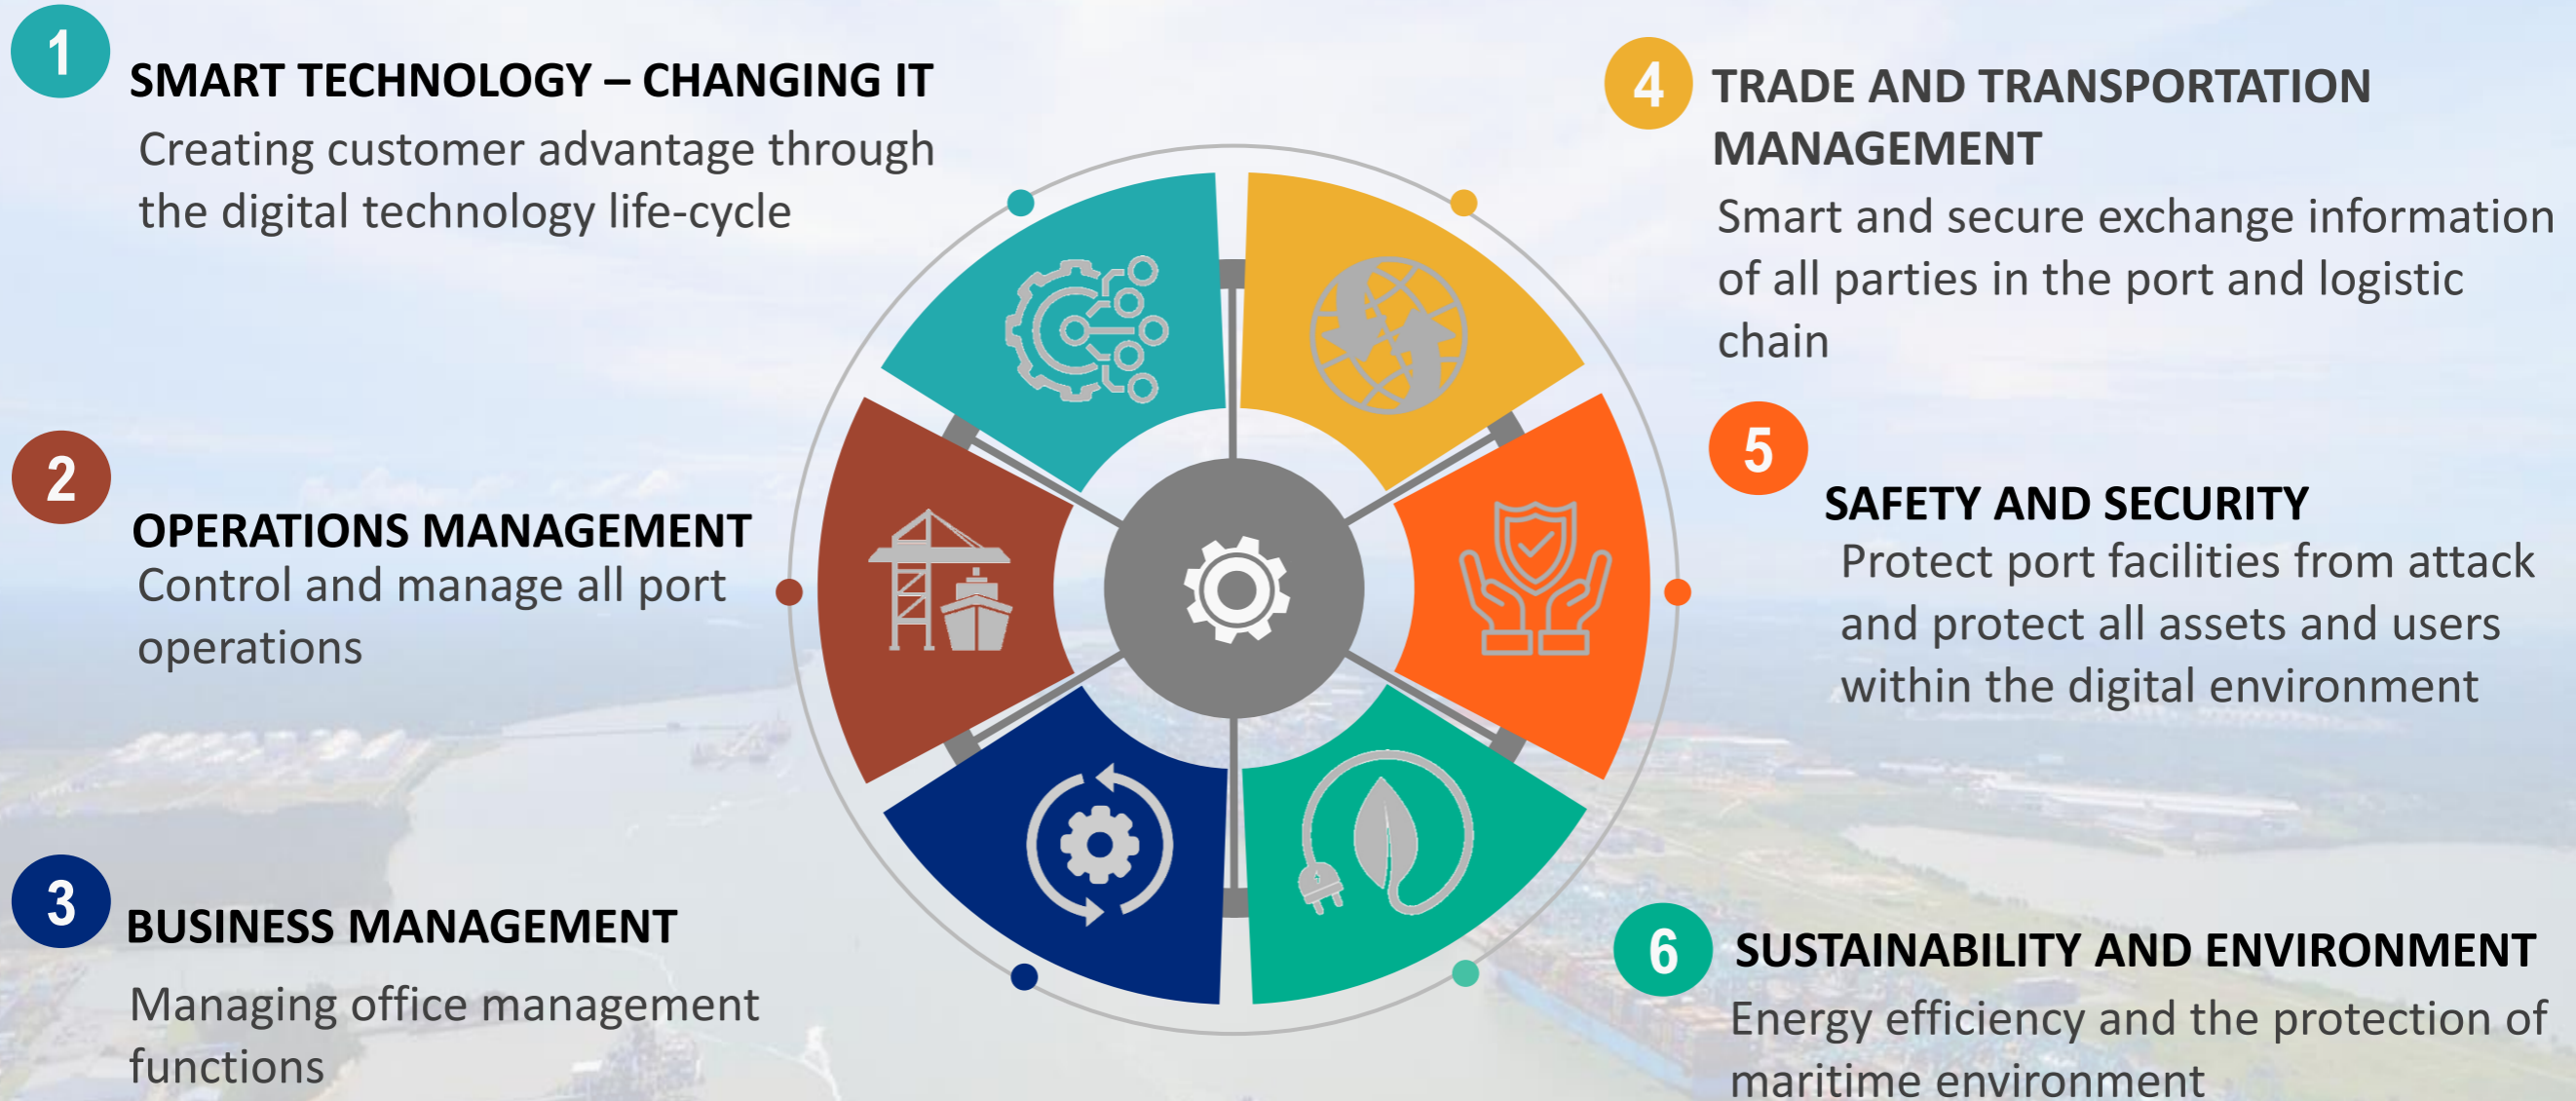 1
SMART TECHNOLOGY – CHANGING IT
Creating customer advantage through
the digital technology life-cycle
2
OPERATIONS MANAGEMENT
Control and manage all port
operations
3
BUSINESS MANAGEMENT
Managing office management
functions
4
TRADE AND TRANSPORTATION
MANAGEMENT
Smart and secure exchange information
of all parties in the port and logistic
chain
5
SAFETY AND SECURITY
Protect port facilities from attack
and protect all assets and users
within the digital environment
6
SUSTAINABILITY AND ENVIRONMENT
Energy efficiency and the protection of
maritime environment